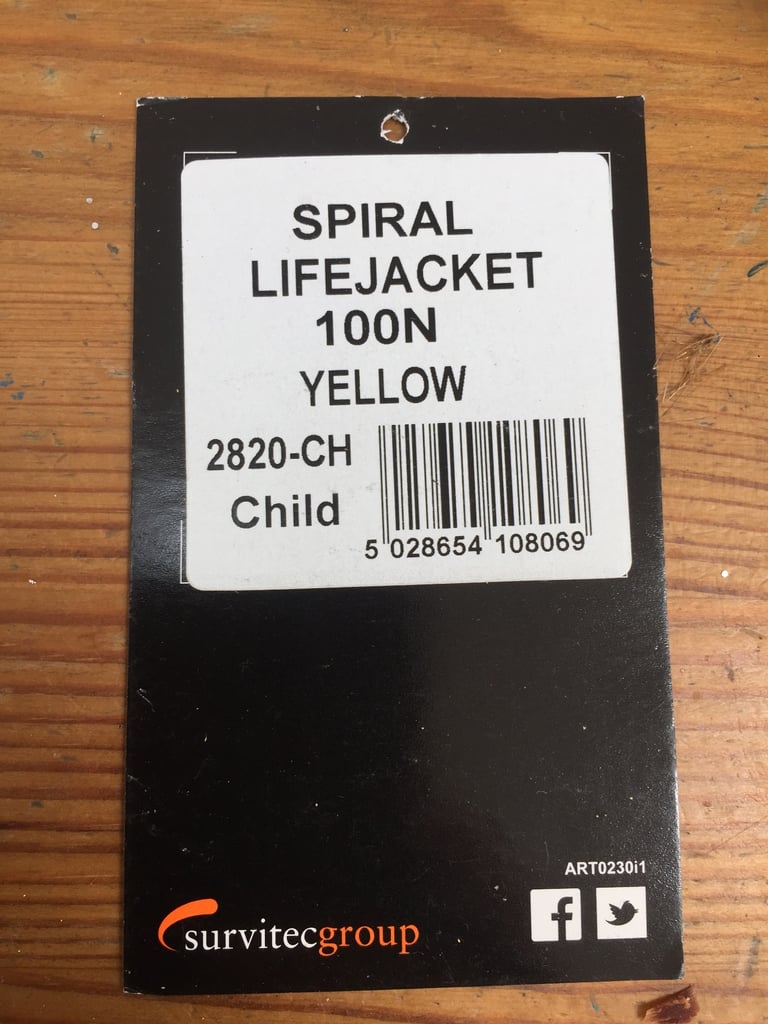 SPIRAL
LIFEJACKET
100N
YELLOW
2820-CH
Child
5 028654 108069
ART0230i1
survitecgroup